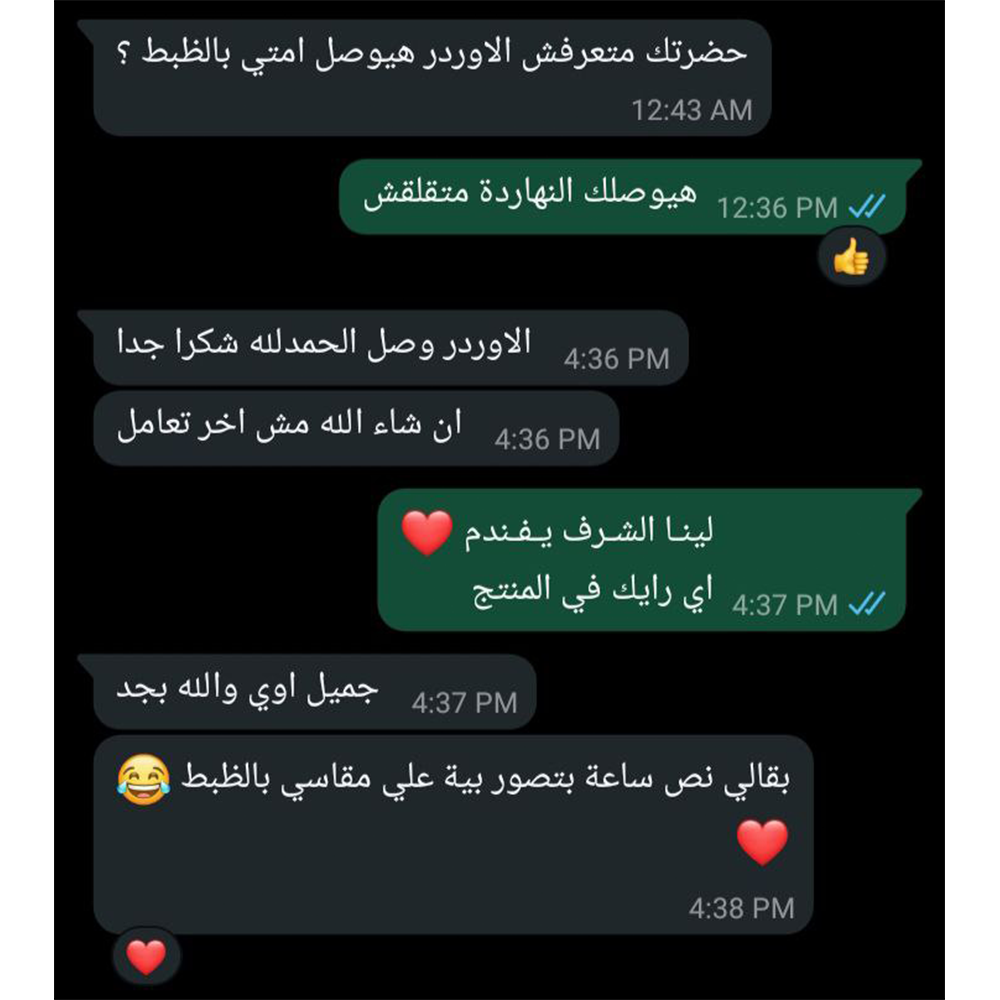 حضرتك متعرفش الاوردر هيوصل امتي بالظبط ؟
12:43 AM
هيوصلك النهاردة متقلقش
12:36 PM
👍
الاوردر وصل الحمدلله شكرا جدا
4:36 PM
ان شاء الله مش اخر تعامل
4:36 PM
لينـا الشـرف يـفـندم ❤️
اي رايك في المنتج
4:37 PM
جميل اوي والله بجد
4:37 PM
بقالي نص ساعة بتصور بية علي مقاسي بالظبط 😂
❤️
4:38 PM
❤️